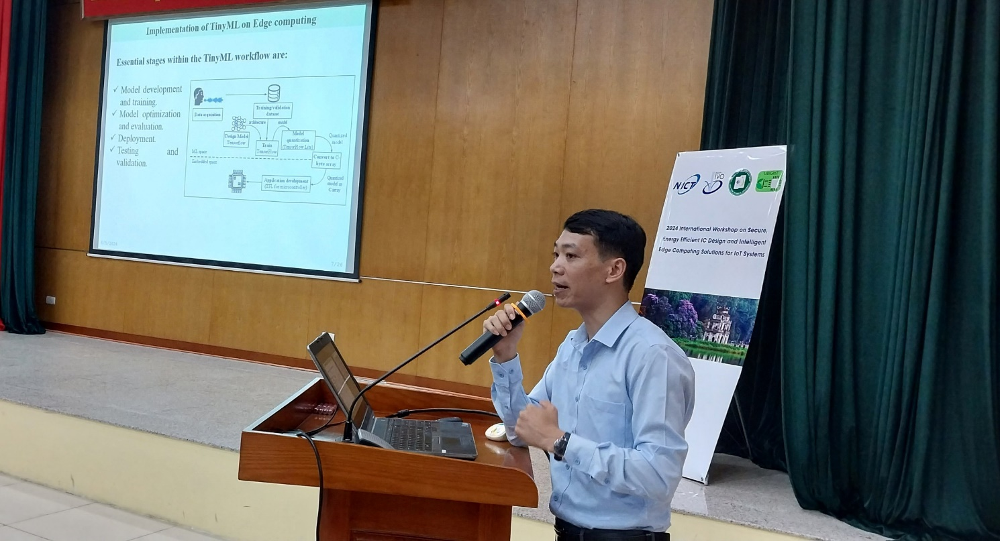 Implementation of TinyML on Edge computing
Essential stages within the TinyML workflow are:
✓ Model development
and training.
✓ Model optimization
and evaluation.
✓ Deployment.
✓ Testing and
validation.
Data acquisition
Training/validation
dataset
architecture
model
Design Model
Tensorflow
Train
TensorFlow
Model
quantization
(TensorFlow Lite)
Quantized
model
ML space
Embedded space
Convert to C-
byte array
Application development
(TFL for microcontroller)
Quantized
model as
C array
7/24
NICT
IVO
2024 International Workshop on Secure,
Energy Efficient IC Design and Intelligent
Edge Computing Solutions for IoT Systems